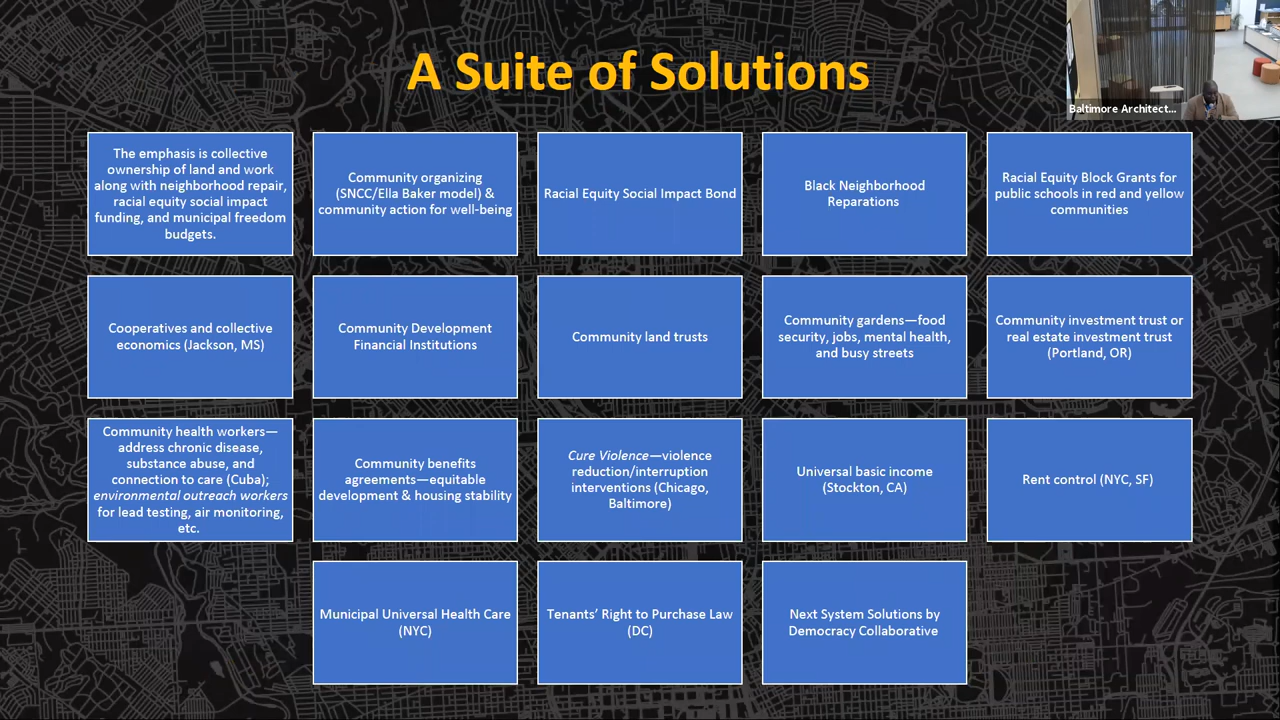 A Suite of Solutions
Baltimore Architect...
The emphasis is collective
ownership of land and work
along with neighborhood repair,
racial equity social impact
funding, and municipal freedom
budgets.
Community organizing
(SNCC/Ella Baker model) &
community action for well-being
Racial Equity Social Impact Bond
Black Neighborhood
Reparations
Racial Equity Block Grants for
public schools in red and yellow
communities
Cooperatives and collective
economics (Jackson, MS)
Community Development
Financial Institutions
Community land trusts
Community gardens—food
security, jobs, mental health,
and busy streets
Community investment trust or
real estate investment trust
(Portland, OR)
Community health workers—
address chronic disease,
substance abuse, and
connection to care (Cuba);
environmental outreach workers
for lead testing, air monitoring,
etc.
Community benefits
agreements—equitable
development & housing stability
Cure Violence—violence
reduction/interruption
interventions (Chicago,
Baltimore)
Universal basic income
(Stockton, CA)
Rent control (NYC, SF)
Municipal Universal Health Care
(NYC)
Tenants’ Right to Purchase Law
(DC)
Next System Solutions by
Democracy Collaborative